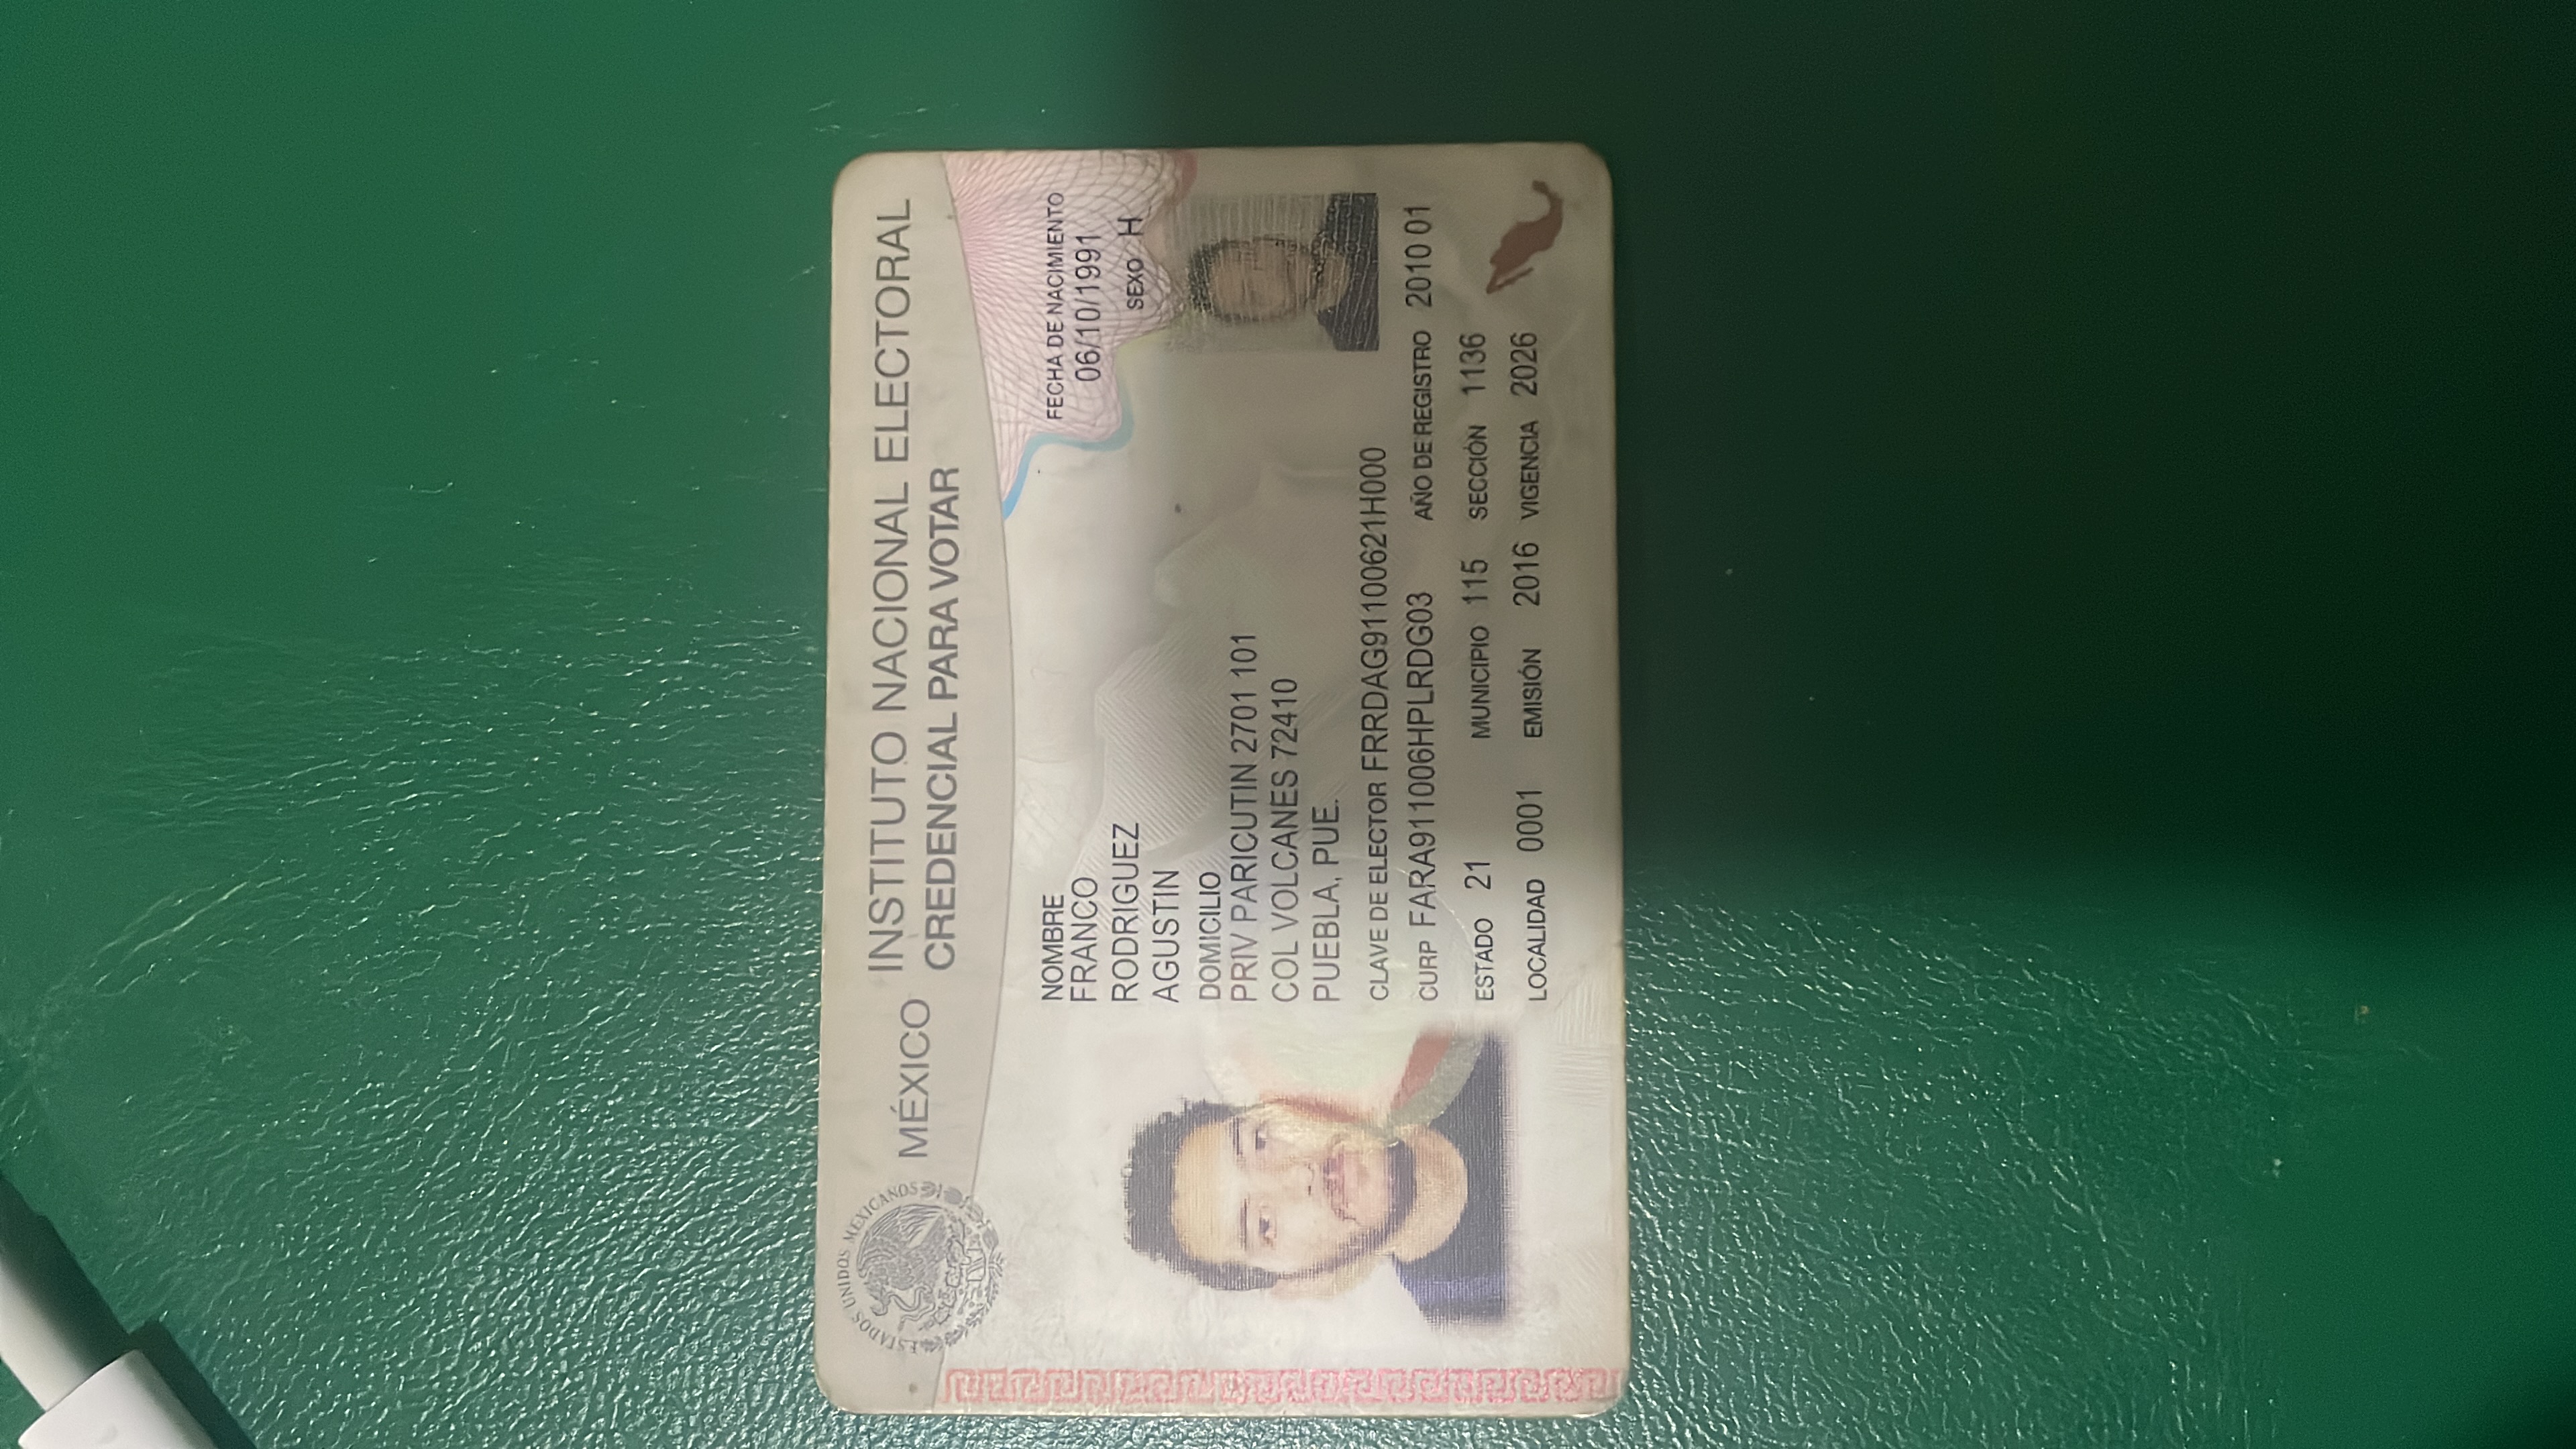 ESTADOS UNIDOS MEXICANOS
MÉXICO
INSTITUTO NACIONAL ELECTORAL
CREDENCIAL PARA VOTAR
NOMBRE
FRANCO
RODRIGUEZ
AGUSTIN
FECHA DE NACIMIENTO
06/10/1991
SEXO H
DOMICILIO
PRIV PARICUTIN 2701 101
COL VOLCANES 72410
PUEBLA, PUE.
CLAVE DE ELECTOR FRRDAG91100621H000
CURP FARA911006HPLRDG03 AÑO DE REGISTRO 2010 01
ESTADO 21 MUNICIPIO 115 SECCIÓN 1136
LOCALIDAD 0001 EMISIÓN 2016 VIGENCIA 2026